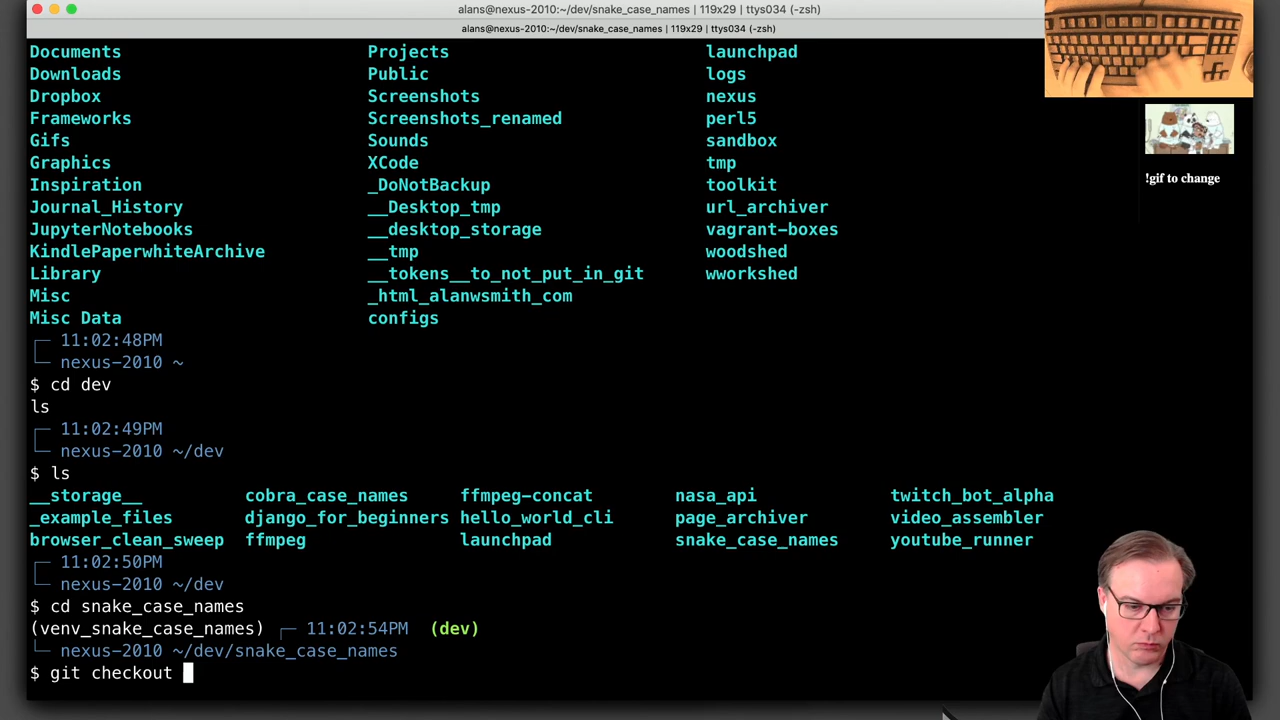 alans@nexus-2010:~/dev/snake_case_names | 119x29 | ttys034 (-zsh)
alans@nexus-2010:~/dev/snake_case_names | 119x29 | ttys034 (-zsh)
Documents Projects launchpad
Downloads Public logs
Dropbox Screenshots nexus
Frameworks Screenshots_renamed perl5
Gifs Sounds sandbox
Graphics XCode tmp
Inspiration _DoNotBackup toolkit
Journal_History __Desktop_tmp url_archiver
JupyterNotebooks __desktop_storage vagrant-boxes
KindlePaperwhiteArchive __tmp woodshed
Library __tokens__to_not_put_in_git wworkshed
Misc _html_alanwsmith_com
Misc Data configs
11:02:48PM
nexus-2010 ~
$ cd dev
ls
11:02:49PM
nexus-2010 ~/dev
$ ls
__storage__ cobra_case_names ffmpeg-concat nasa_api twitch_bot_alpha
_example_files django_for_beginners hello_world_cli page_archiver video_assembler
browser_clean_sweep ffmpeg launchpad snake_case_names youtube_runner
11:02:50PM
nexus-2010 ~/dev
$ cd snake_case_names
(venv_snake_case_names) 11:02:54PM (dev)
nexus-2010 ~/dev/snake_case_names
$ git checkout
!gif to change